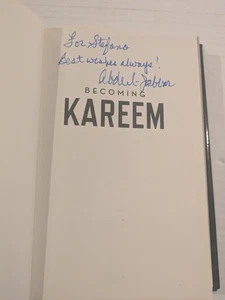 For Stefano
Best wishes always!
Abdul-Jabbar
BECOMING
KAREEM